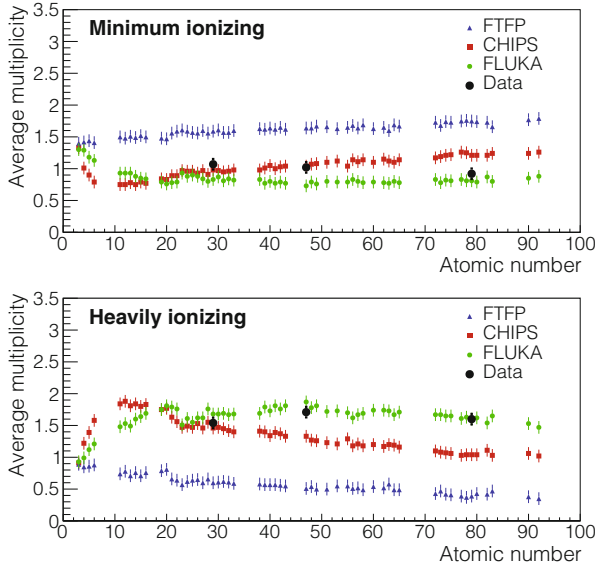 Minimum ionizing
FTFP
CHIPS
FLUKA
Data
Average multiplicity
3.5
3
2.5
2
1.5
1
0.5
0
0 10 20 30 40 50 60 70 80 90 100
Atomic number
Heavily ionizing
FTFP
CHIPS
FLUKA
Data
Average multiplicity
3.5
3
2.5
2
1.5
1
0.5
0
0 10 20 30 40 50 60 70 80 90 100
Atomic number